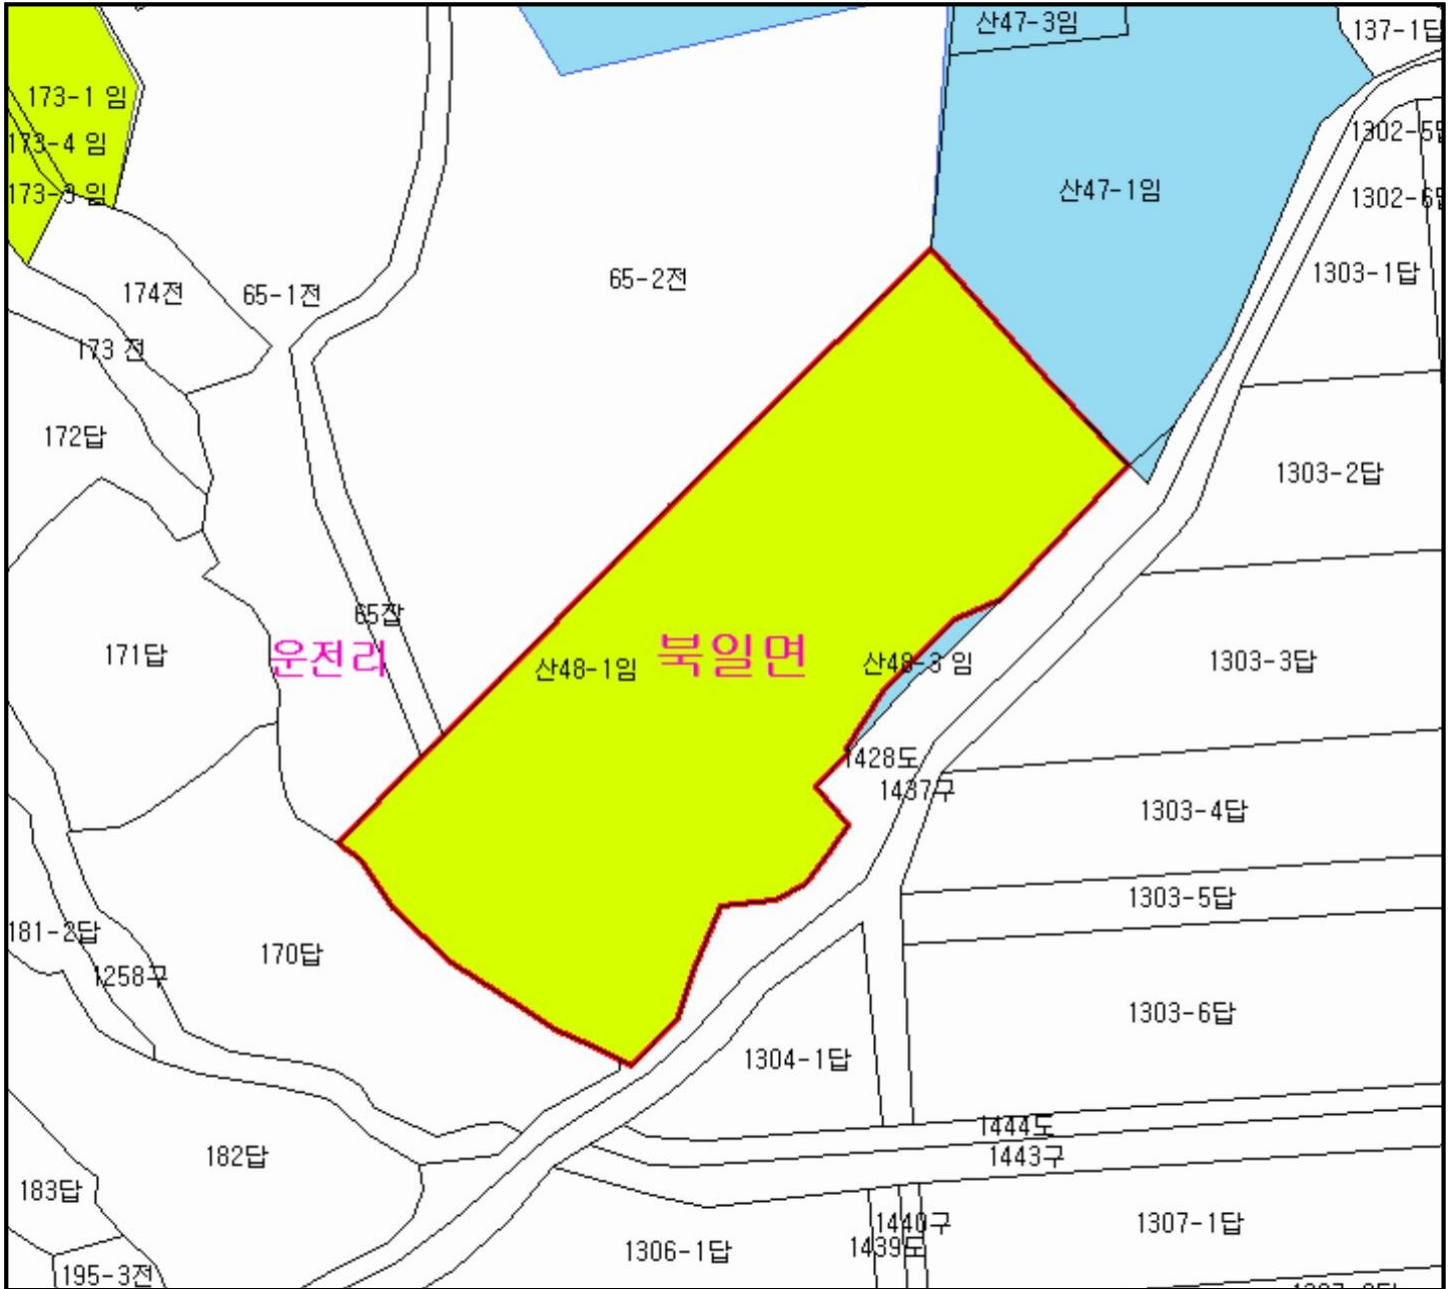 산47-3임
137-1답
173-1 임
1302-5답
173-4 임
산47-1임
173-3 임
1302-6답
1303-1답
65-2전
174전
65-1전
173 전
172답
1303-2답
65잡
171답
운전리
북일면
산48-1임
산48-3 임
1303-3답
1428도
1437구
1303-4답
1303-5답
181-2답
170답
1258구
1303-6답
1304-1답
1444도
182답
1443구
183답
1440구
1307-1답
1439도
1306-1답
195-3전